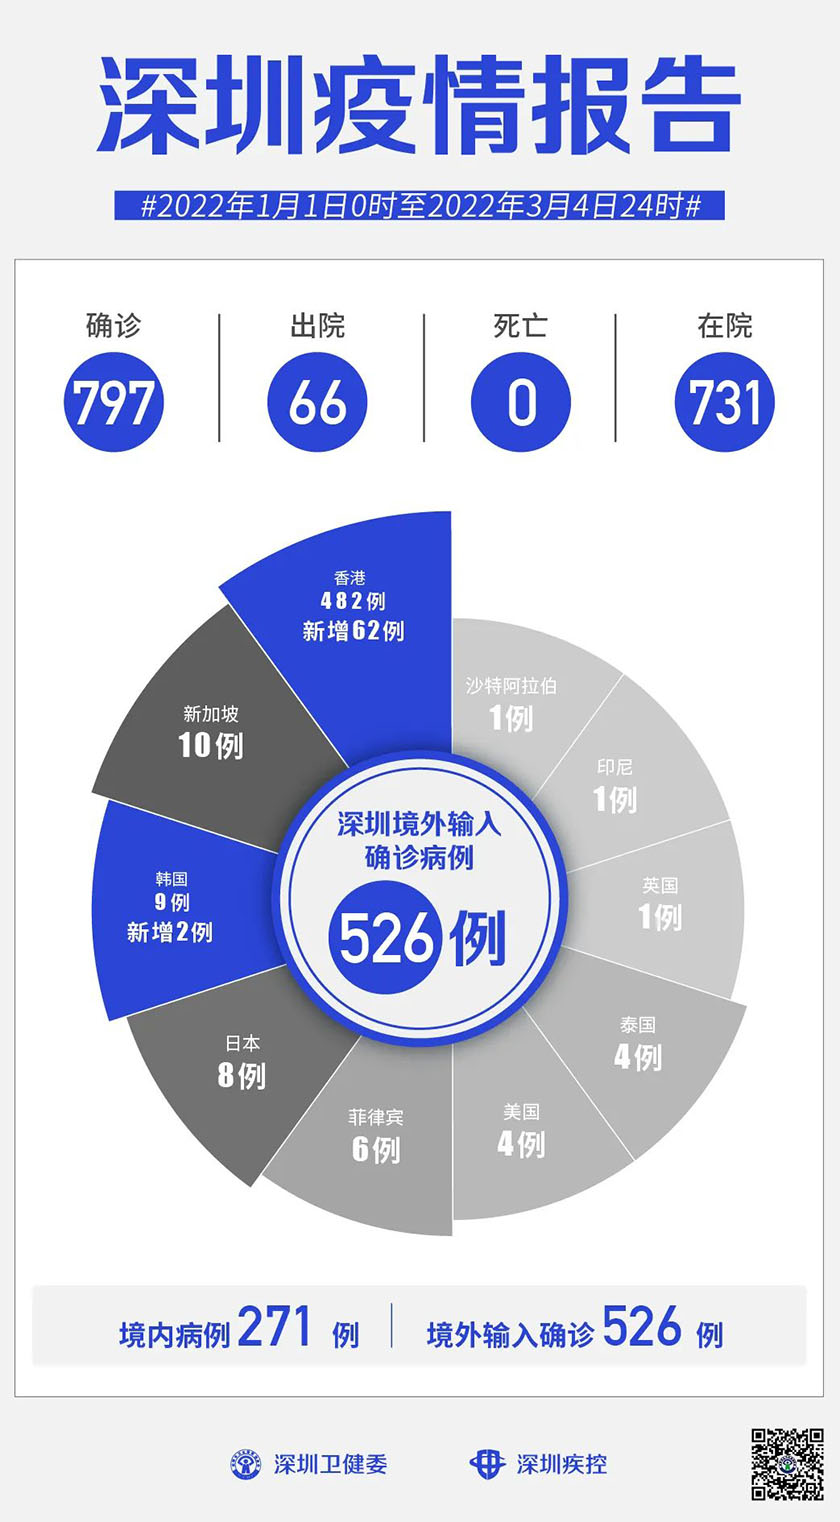 深圳疫情报告
#2022年1月1日0时至2022年3月4日24时#
确诊
797
出院
66
死亡
0
在院
731
香港
482例
新增62例
沙特阿拉伯
1例
新加坡
10例
印尼
1例
韩国
9例
新增2例
英国
1例
深圳境外输入
确诊病例
526例
日本
8例
泰国
4例
菲律宾
6例
美国
4例
境内病例271 例
境外输入确诊526 例
深圳卫健委
深圳疾控